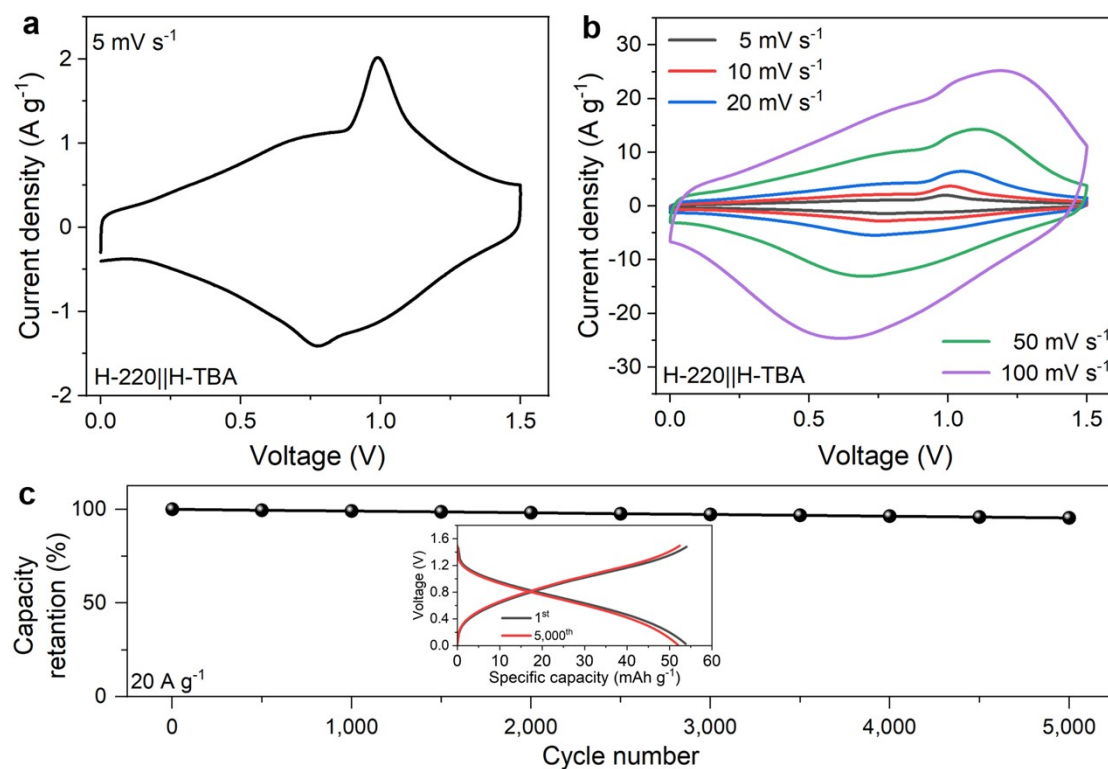 a
5 mV s⁻¹
2
1
0
-1
-2
Current density (A g⁻¹)
H-220||H-TBA
0.0 0.5 1.0 1.5
Voltage (V)
b
5 mV s⁻¹
10 mV s⁻¹
20 mV s⁻¹
30
20
10
0
-10
-20
-30
Current density (A g⁻¹)
50 mV s⁻¹
100 mV s⁻¹
H-220||H-TBA
0.0 0.5 1.0 1.5
Voltage (V)
c
100
50
0
Capacity
retantion (%)
20 A g⁻¹
1.6
1.2
0.8
0.4
0.0
Voltage (V)
1ˢᵗ
5,000ᵗʰ
0 10 20 30 40 50 60
Specific capacity (mAh g⁻¹)
0 1,000 2,000 3,000 4,000 5,000
Cycle number